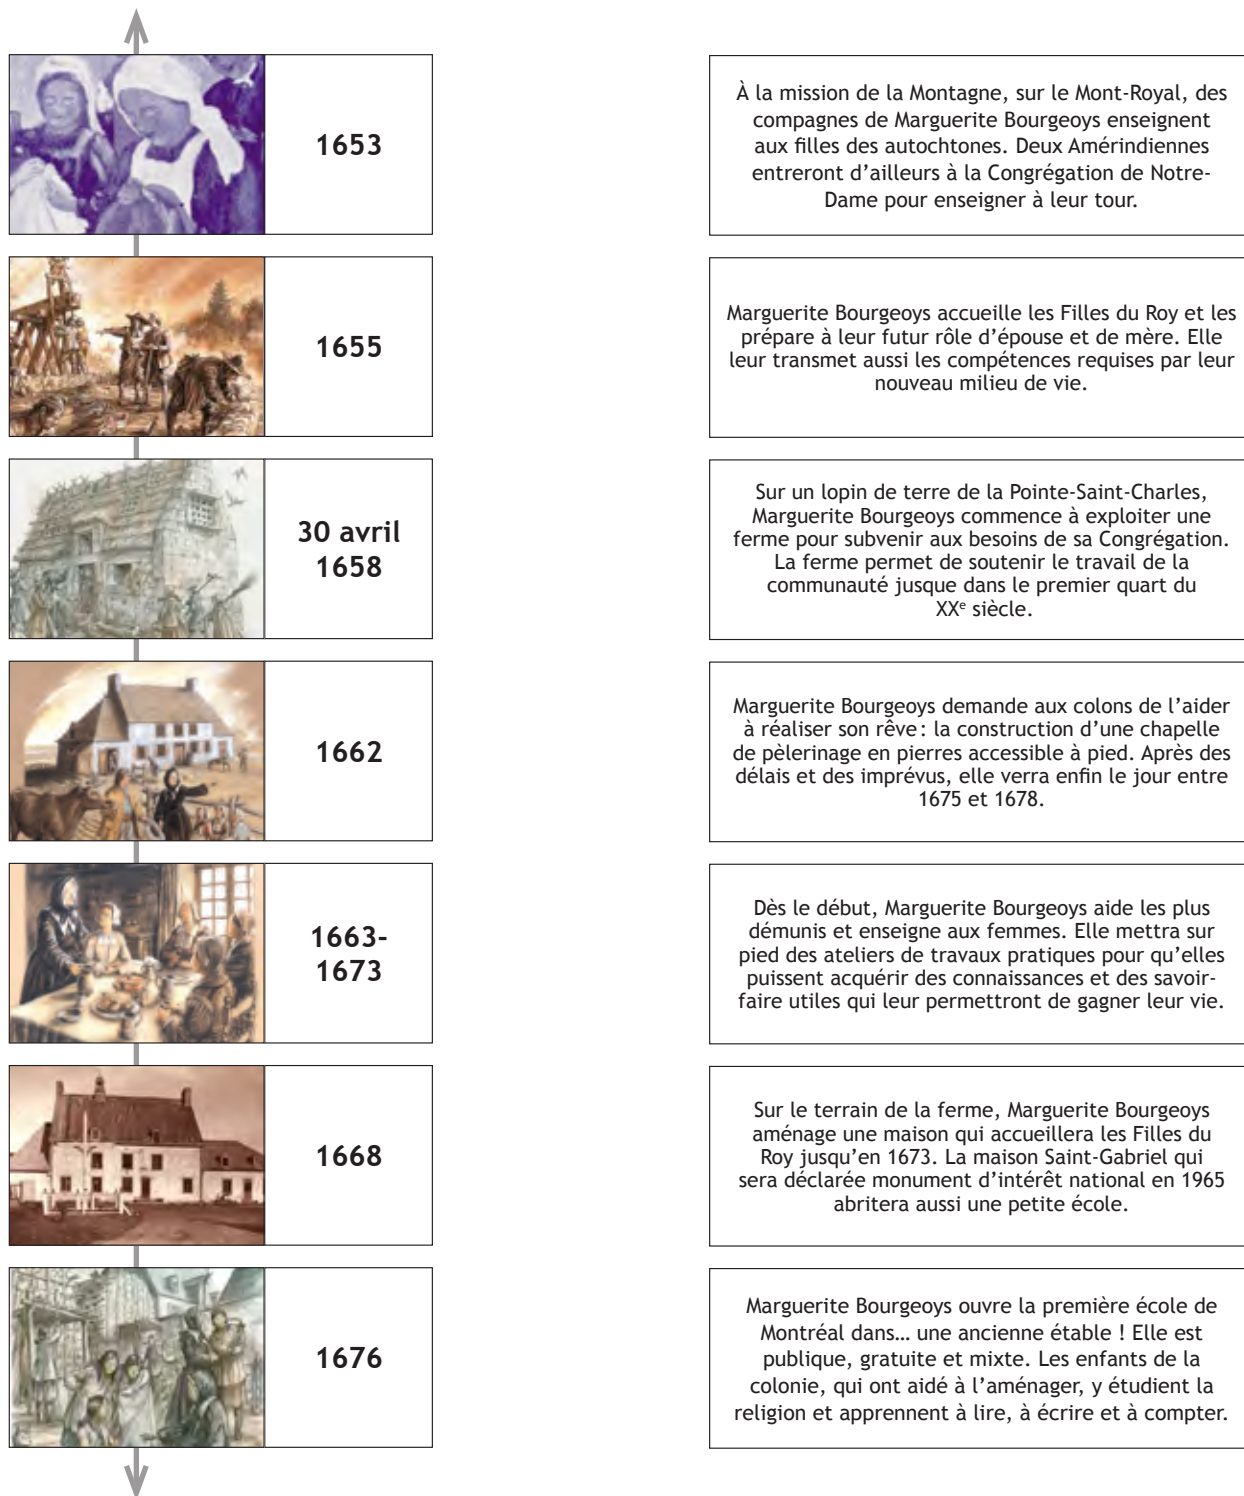 1653
À la mission de la Montagne, sur le Mont-Royal, des
compagnes de Marguerite Bourgeoys enseignent
aux filles des autochtones. Deux Amérindiennes
entreront d’ailleurs à la Congrégation de Notre-
Dame pour enseigner à leur tour.
1655
Marguerite Bourgeoys accueille les Filles du Roy et les
prépare à leur futur rôle d’épouse et de mère. Elle
leur transmet aussi les compétences requises par leur
nouveau milieu de vie.
30 avril
1658
Sur un lopin de terre de la Pointe-Saint-Charles,
Marguerite Bourgeoys commence à exploiter une
ferme pour subvenir aux besoins de sa Congrégation.
La ferme permet de soutenir le travail de la
communauté jusque dans le premier quart du
XXe siècle.
1662
Marguerite Bourgeoys demande aux colons de l’aider
à réaliser son rêve : la construction d’une chapelle
de pèlerinage en pierres accessible à pied. Après des
délais et des imprévus, elle verra enfin le jour entre
1675 et 1678.
1663-
1673
Dès le début, Marguerite Bourgeoys aide les plus
démunis et enseigne aux femmes. Elle mettra sur
pied des ateliers de travaux pratiques pour qu’elles
puissent acquérir des connaissances et des savoir-
faire utiles qui leur permettront de gagner leur vie.
1668
Sur le terrain de la ferme, Marguerite Bourgeoys
aménage une maison qui accueillera les Filles du
Roy jusqu’en 1673. La maison Saint-Gabriel qui
sera déclarée monument d’intérêt national en 1965
abritera aussi une petite école.
1676
Marguerite Bourgeoys ouvre la première école de
Montréal dans… une ancienne étable ! Elle est
publique, gratuite et mixte. Les enfants de la
colonie, qui ont aidé à l’aménager, y étudient la
religion et apprennent à lire, à écrire et à compter.